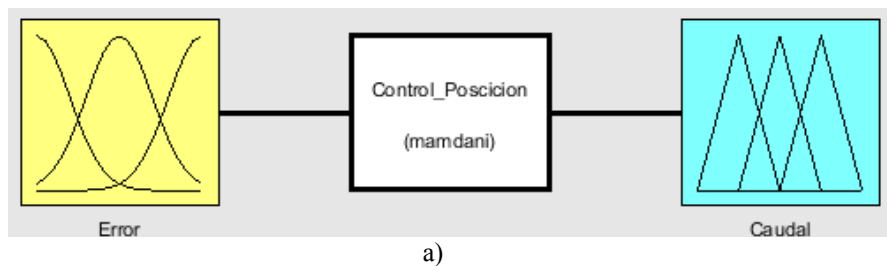 Control_Poscicion
(mamdani)
Error
Caudal
a)